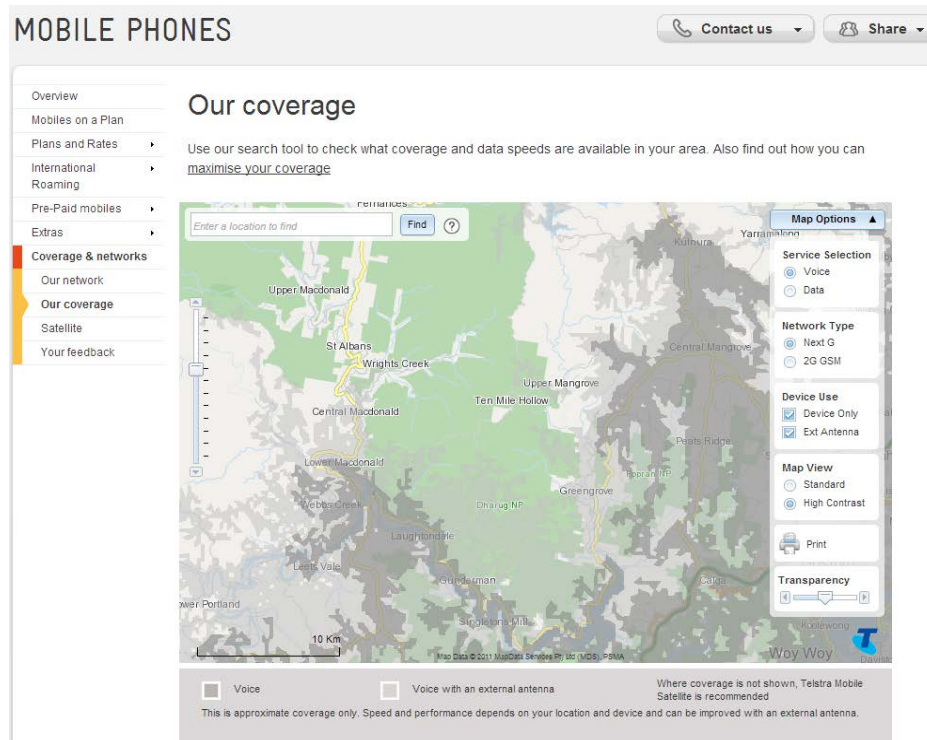 MOBILE PHONES
Contact us
Share
Overview
Mobiles on a Plan
Plans and Rates
International
Roaming
Pre-Paid mobiles
Extras
Coverage & networks
Our network
Our coverage
Satellite
Your feedback
Our coverage
Use our search tool to check what coverage and data speeds are available in your area. Also find out how you can
maximise your coverage
Enter a location to find
Find
?
Map Options
Service Selection
Voice
Data
Network Type
Next G
2G GSM
Device Use
Device Only
Ext Antenna
Map View
Standard
High Contrast
Print
Transparency
Fernances
Kulnura
Upper Macdonald
St Albans
Wrights Creek
Central Mangrove
Upper Mangrove
Ten Mile Hollow
Central Macdonald
Peats Ridge
Lower Macdonald
Greengrove
Webbs Creek
Dharug NP
Laughtondale
Leets Vale
Gunderman
Calga
Singletons Mill
10 Km
Woy Woy
Map Data © 2011 MapData Services Pty Ltd (MDS), PSMA
Voice
Voice with an external antenna
Where coverage is not shown, Telstra Mobile
Satellite is recommended
This is approximate coverage only. Speed and performance depends on your location and device and can be improved with an external antenna.